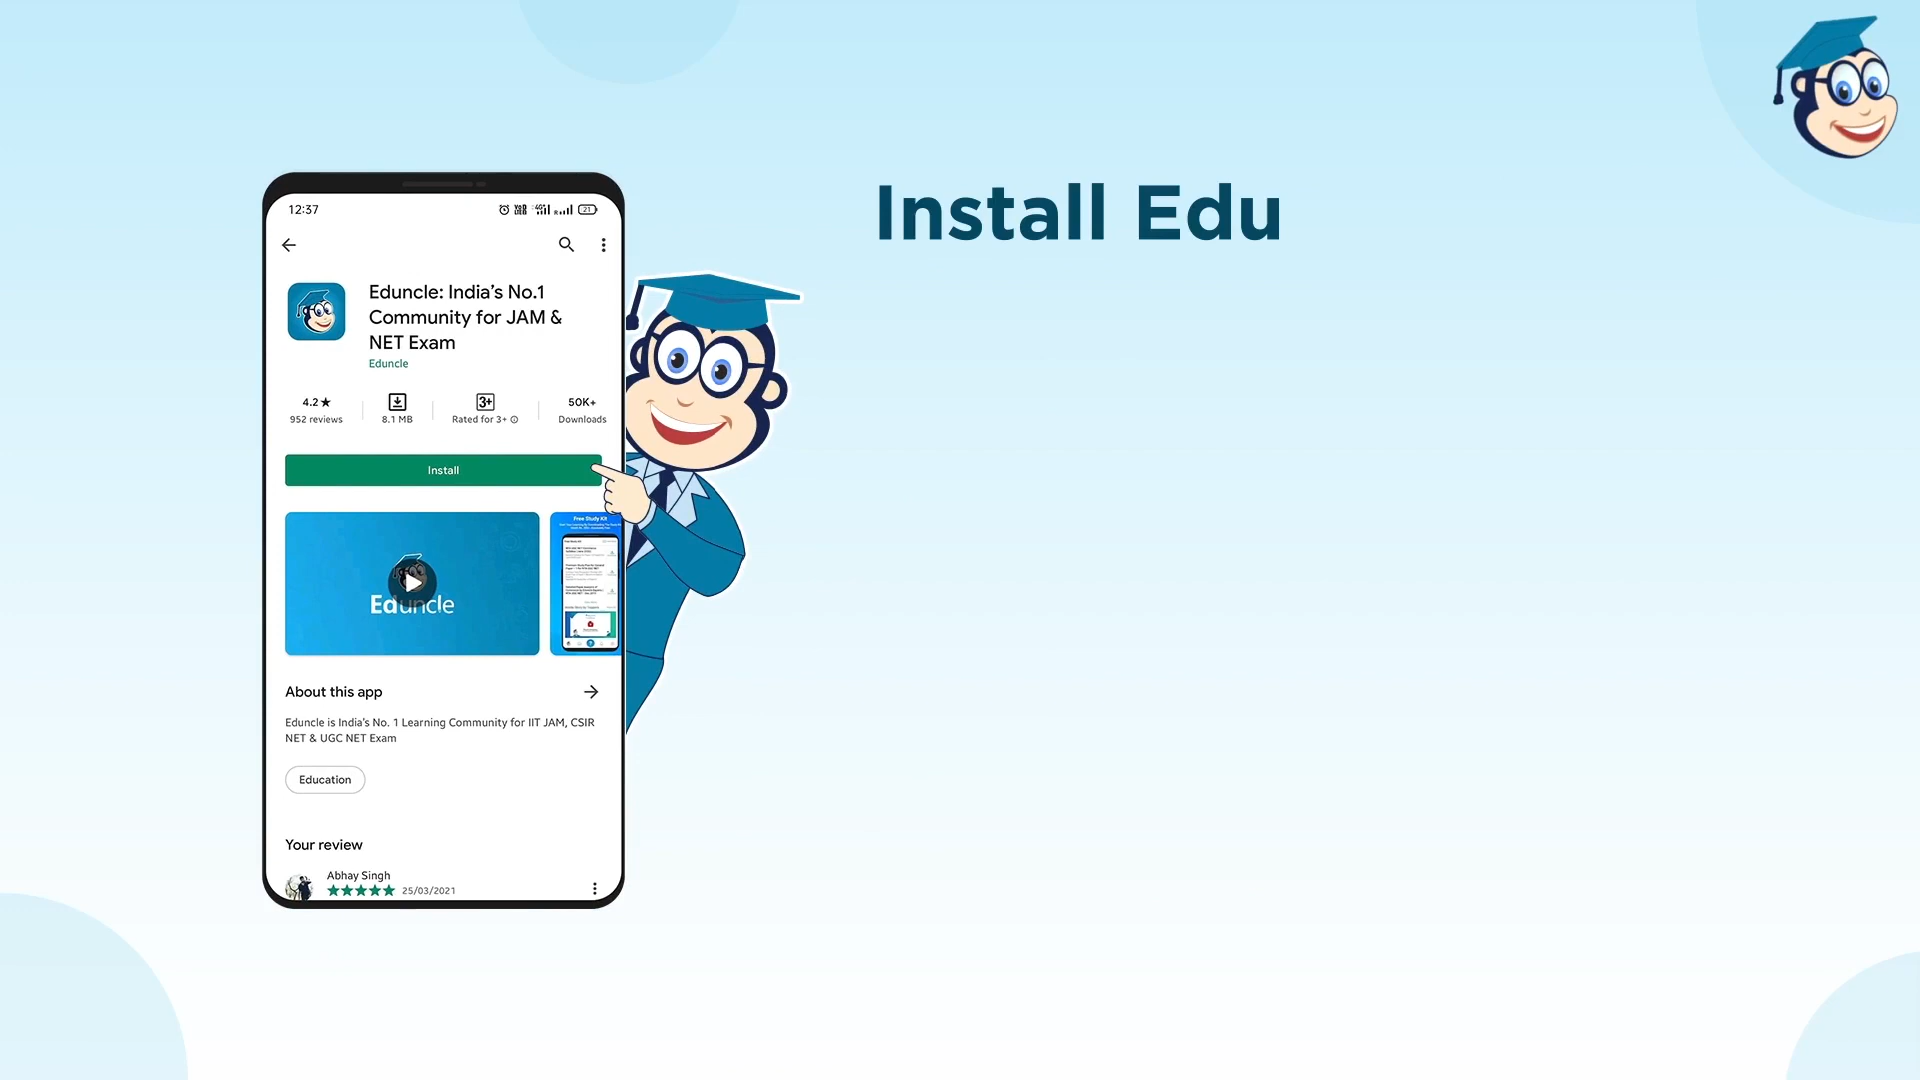 Install Edu
12:37
Eduncle: India's No.1
Community for JAM &
NET Exam
Eduncle
4.2★ 3+ 50K+
952 reviews 8.1 MB Rated for 3+ Downloads
Install
Free Study Kit
Eduncle
About this app
Eduncle is India's No. 1 Learning Community for IIT JAM, CSIR
NET & UGC NET Exam
Education
Your review
Abhay Singh
25/03/2021